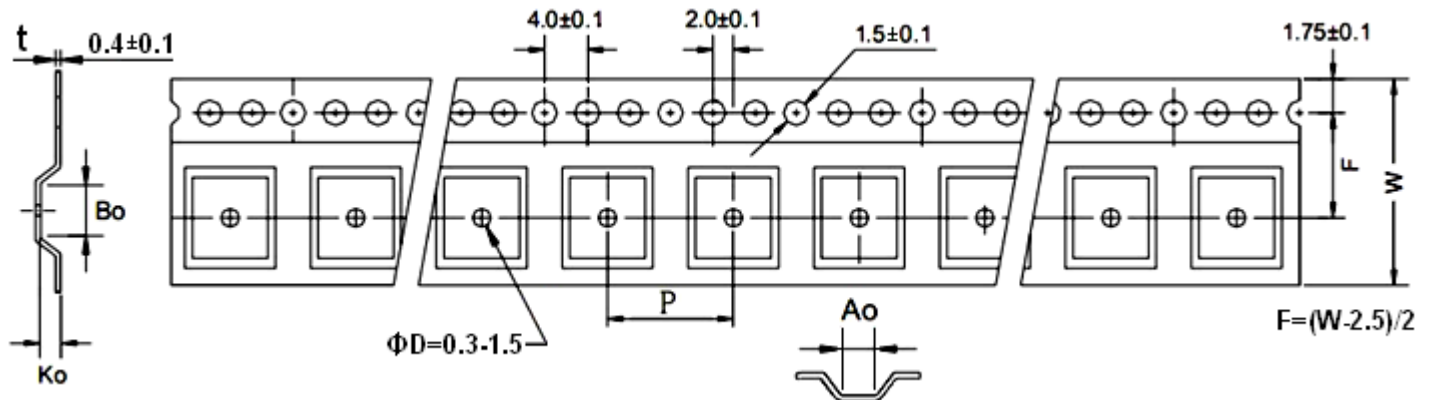 t
0.4±0.1
4.0±0.1
2.0±0.1
1.5±0.1
1.75±0.1
Bo
F
W
P
Ao
ΦD=0.3-1.5
F=(W-2.5)/2
Ko